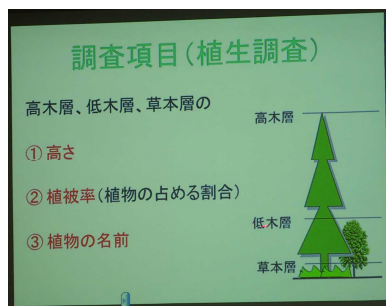 調査項目(植生調査)
高木層、低木層、草本層の
① 高さ
② 植被率(植物の占める割合)
③ 植物の名前
高木層
低木層
草本層